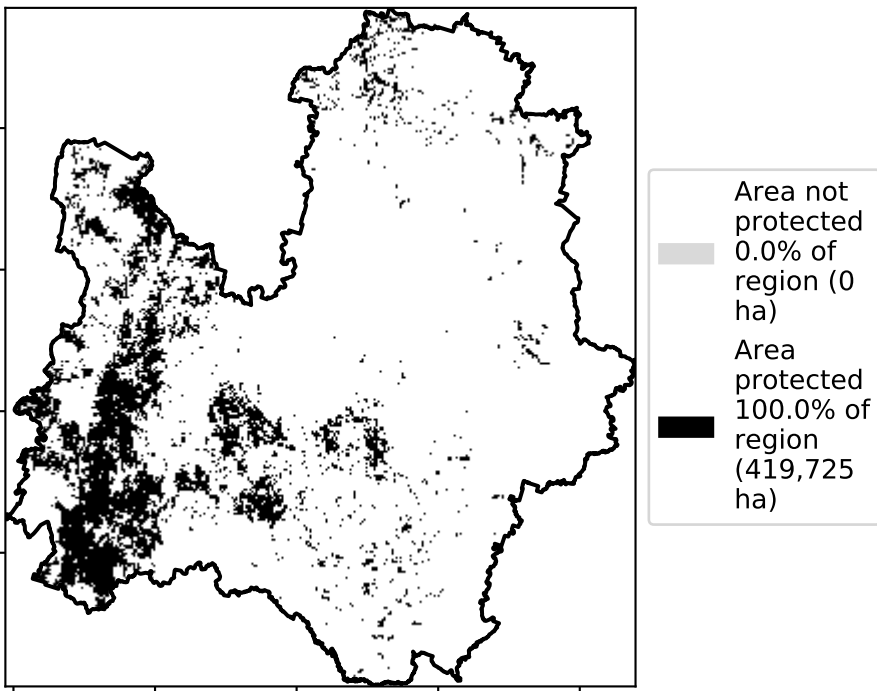 Area not
protected
0.0% of
region (0
ha)
Area
protected
100.0% of
region
(419,725
ha)